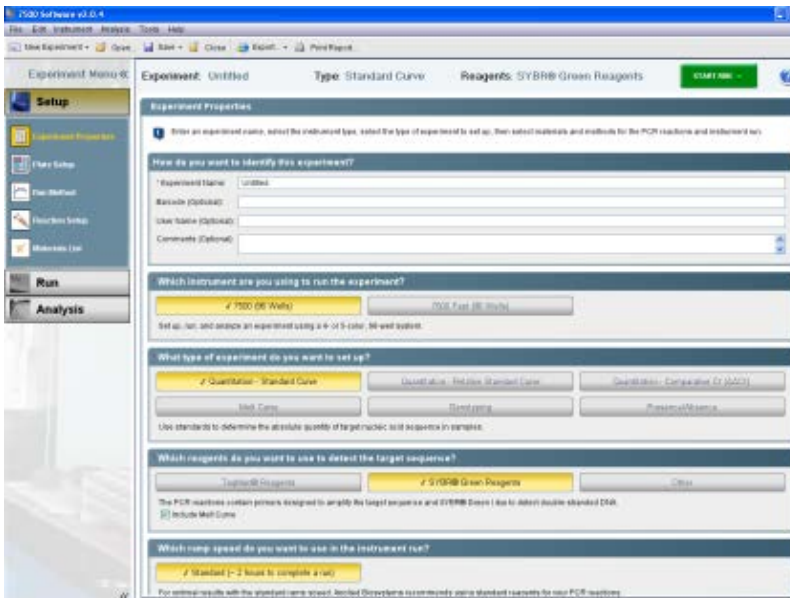 7500 Software v2.0.4
File Edit Instrument Analysis Tools Help
New Experiment Open Save Close Export... Print Report
Experiment Menu «
Experiment: Untitled Type: Standard Curve Reagents: SYBR® Green Reagents START RUN
Setup
Experiment Properties
Plate Setup
Run Method
Reaction Setup
Materials List
Run
Analysis
Experiment Properties
Enter an experiment name, select the instrument type, select the type of experiment to set up, then select materials and methods for the PCR reactions and instrument run.
How do you want to identify this experiment?
* Experiment Name: Untitled
Barcode (Optional):
User Name (Optional):
Comments (Optional):
Which instrument are you using to run the experiment?
✓ 7500 (96 Wells) 7500 Fast (96 Wells)
Set up, run, and analyze an experiment using a 4- or 5-color, 96-well system.
What type of experiment do you want to set up?
✓ Quantitation - Standard Curve Quantitation - Relative Standard Curve Quantitation - Comparative CT (ΔΔCT)
Melt Curve Genotyping Presence/Absence
Use standards to determine the absolute quantity of target nucleic acid sequence in samples.
Which reagents do you want to use to detect the target sequence?
TaqMan® Reagents ✓ SYBR® Green Reagents Other
The PCR reactions contain primers designed to amplify the target sequence and SYBR® Green I dye to detect double-stranded DNA.
Include Melt Curve
Which ramp speed do you want to use in the instrument run?
✓ Standard (~ 2 hours to complete a run)
For optimal results with the standard ramp speed, Applied Biosystems recommends using standard reagents for your PCR reactions.
«